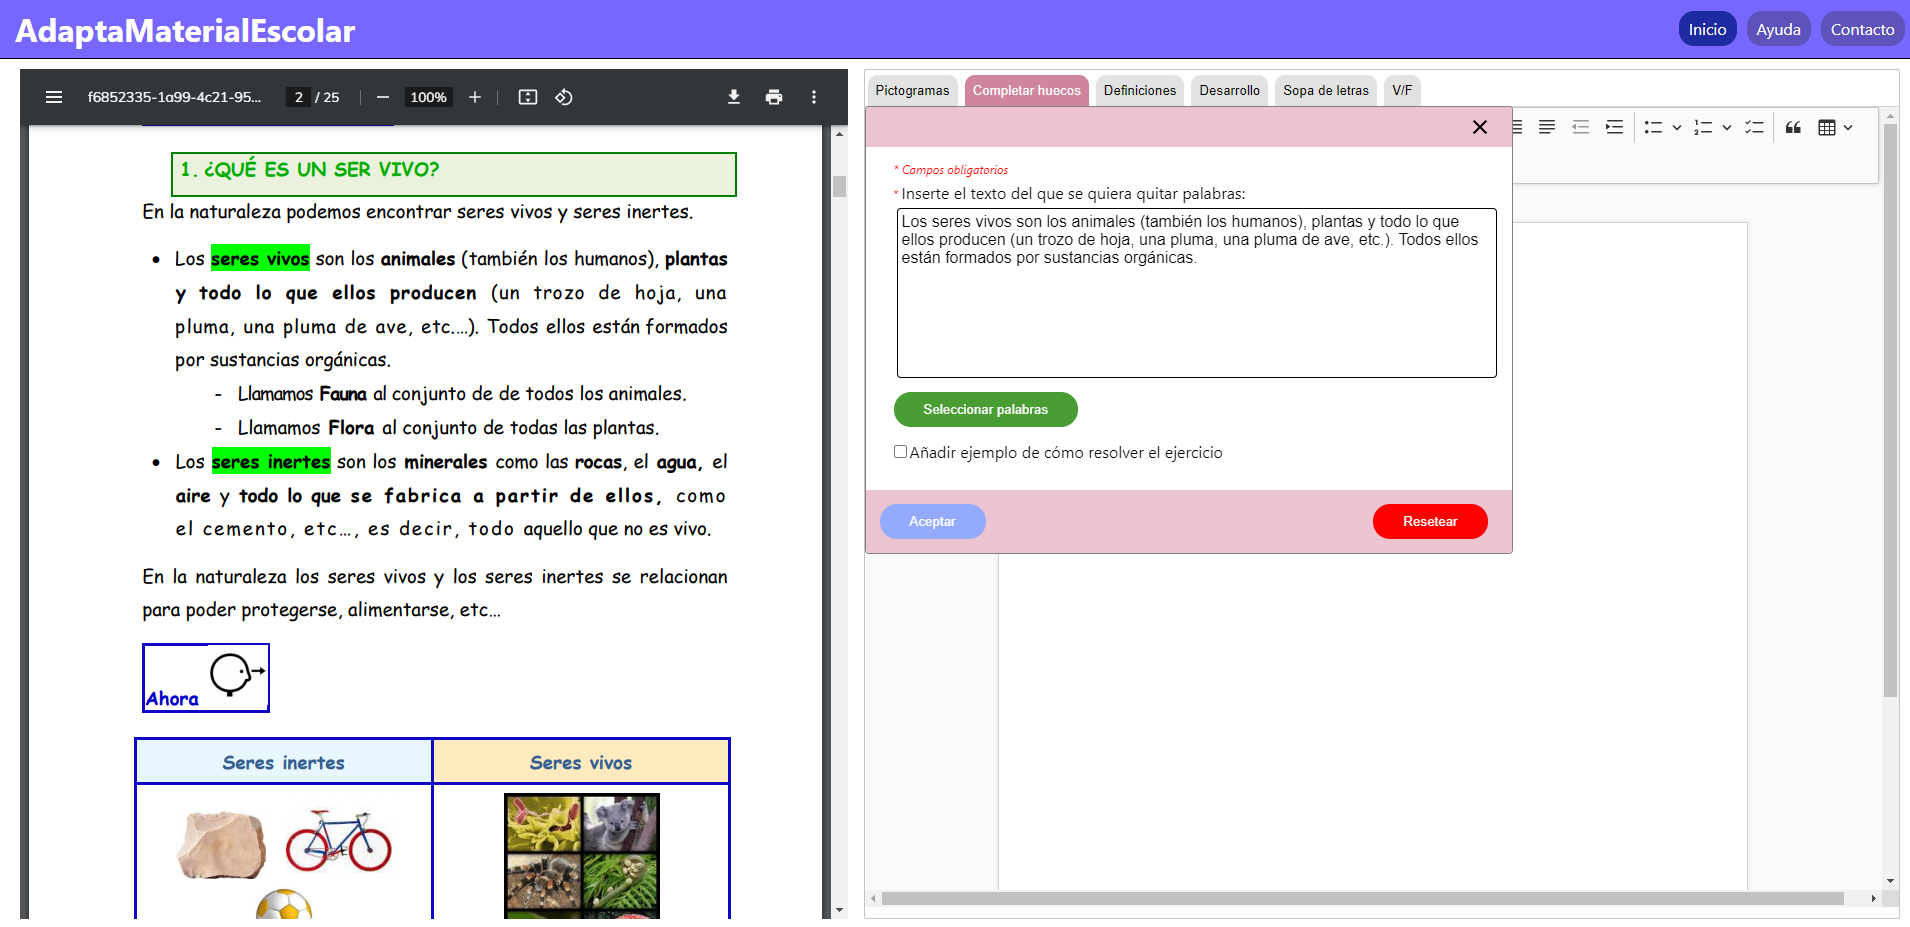 AdaptaMaterialEscolar
Inicio
Ayuda
Contacto
f6852335-1a99-4c21-95...
2 / 25
100%
1. ¿QUÉ ES UN SER VIVO?
En la naturaleza podemos encontrar seres vivos y seres inertes.
• Los seres vivos son los animales (también los humanos), plantas
y todo lo que ellos producen (un trozo de hoja, una
pluma, una pluma de ave, etc.…). Todos ellos están formados
por sustancias orgánicas.
- Llamamos Fauna al conjunto de de todos los animales.
- Llamamos Flora al conjunto de todas las plantas.
• Los seres inertes son los minerales como las rocas, el agua, el
aire y todo lo que se fabrica a partir de ellos, como
el cemento, etc…, es decir, todo aquello que no es vivo.
En la naturaleza los seres vivos y los seres inertes se relacionan
para poder protegerse, alimentarse, etc…
Ahora
Seres inertes
Seres vivos
Pictogramas
Completar huecos
Definiciones
Desarrollo
Sopa de letras
V/F
* Campos obligatorios
* Inserte el texto del que se quiera quitar palabras:
Los seres vivos son los animales (también los humanos), plantas y todo lo que
ellos producen (un trozo de hoja, una pluma, una pluma de ave, etc.). Todos ellos
están formados por sustancias orgánicas.
Seleccionar palabras
Añadir ejemplo de cómo resolver el ejercicio
Aceptar
Resetear